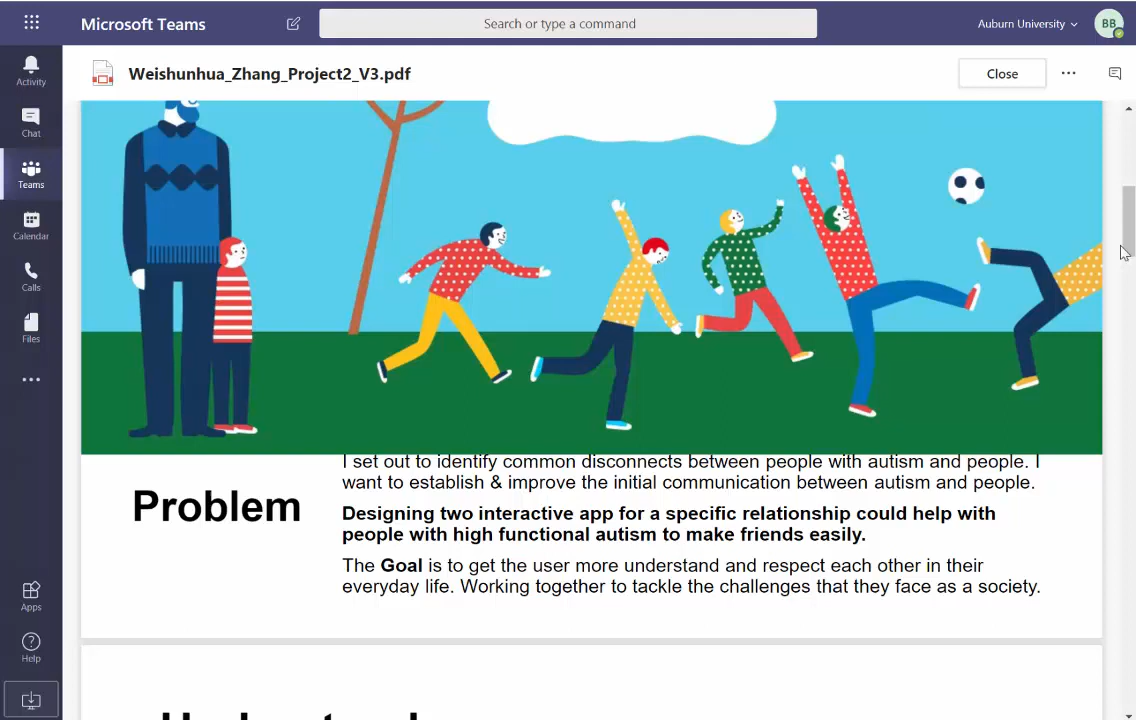 Microsoft Teams
Search or type a command
Auburn University
BB
Activity
Chat
Teams
Calendar
Calls
Files
Apps
Help
Weishunhua_Zhang_Project2_V3.pdf
Close
Problem
I set out to identify common disconnects between people with autism and people. I
want to establish & improve the initial communication between autism and people.
Designing two interactive app for a specific relationship could help with
people with high functional autism to make friends easily.
The Goal is to get the user more understand and respect each other in their
everyday life. Working together to tackle the challenges that they face as a society.